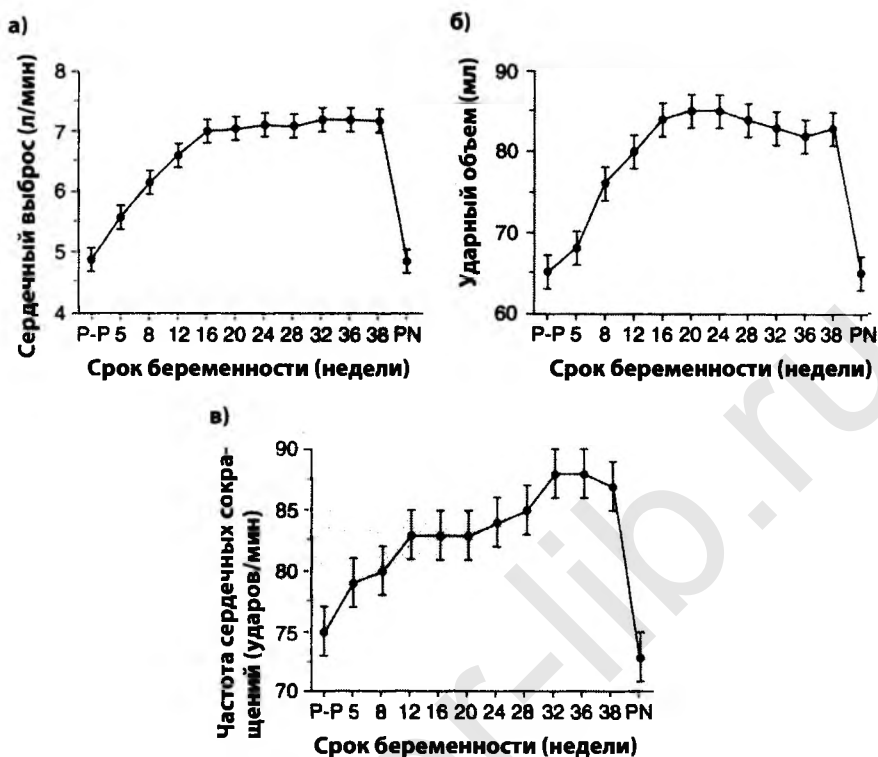 а)
Сердечный выброс (л/мин)
8
7
6
5
4
P-P 5 8 12 16 20 24 28 32 36 38 PN
Срок беременности (недели)
б)
Ударный объем (мл)
90
80
70
60
P-P 5 8 12 16 20 24 28 32 36 38 PN
Срок беременности (недели)
в)
Частота сердечных сокра-
щений (ударов/мин)
90
85
80
75
70
P-P 5 8 12 16 20 24 28 32 36 38 PN
Срок беременности (недели)
r-lib.ru